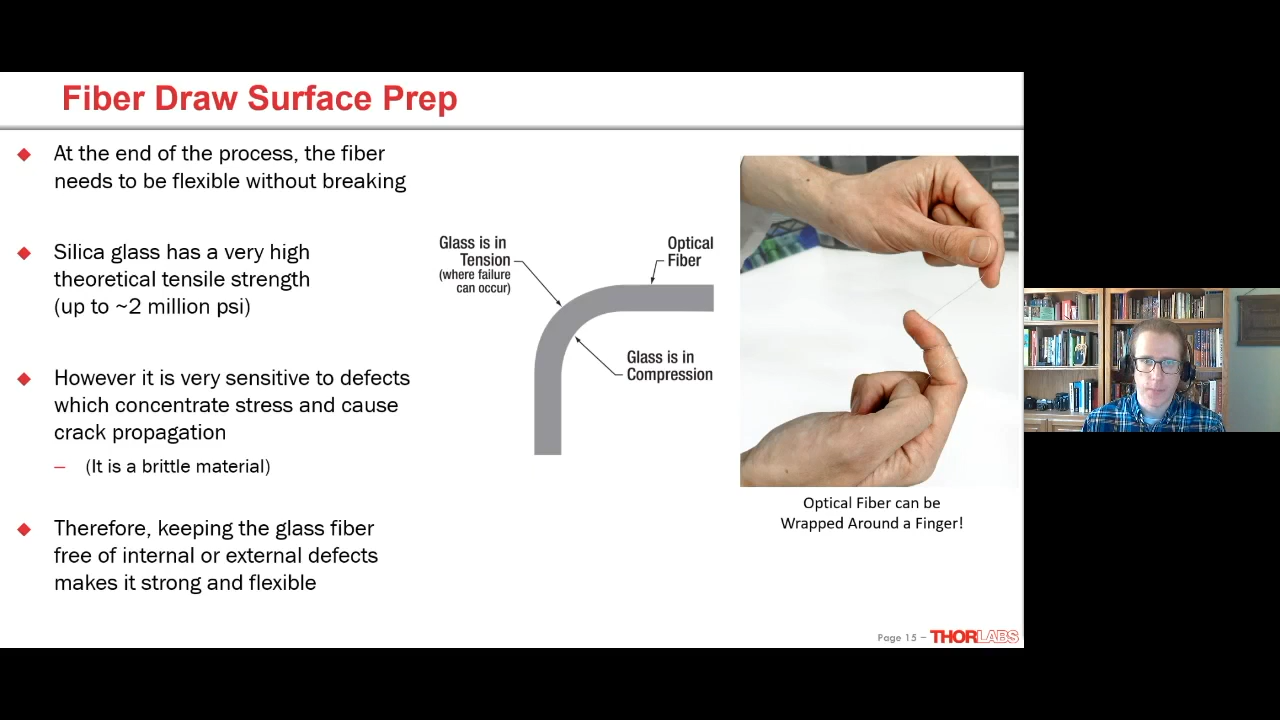 Fiber Draw Surface Prep
At the end of the process, the fiber
needs to be flexible without breaking
Silica glass has a very high
theoretical tensile strength
(up to ~2 million psi)
However it is very sensitive to defects
which concentrate stress and cause
crack propagation
– (It is a brittle material)
Therefore, keeping the glass fiber
free of internal or external defects
makes it strong and flexible
Glass is in
Tension
(where failure
can occur)
Optical
Fiber
Glass is in
Compression
Optical Fiber can be
Wrapped Around a Finger!
Page 15 – THORLABS